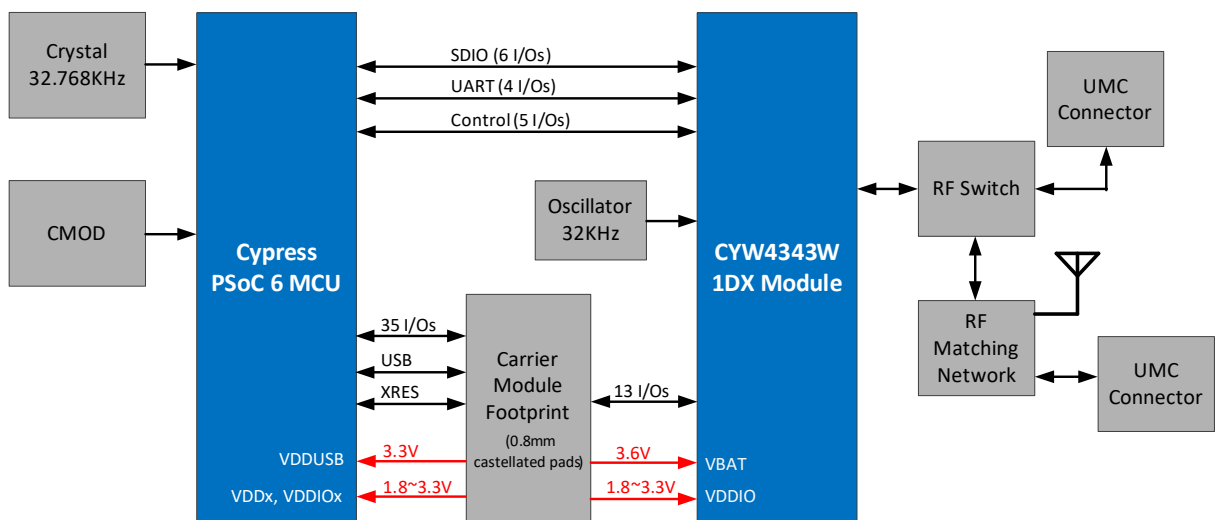 Crystal
32.768KHz
CMOD
Cypress
PSoC 6 MCU
SDIO (6 I/Os)
UART (4 I/Os)
Control (5 I/Os)
Oscillator
32KHz
CYW4343W
1DX Module
RF Switch
UMC
Connector
RF
Matching
Network
UMC
Connector
35 I/Os
USB
XRES
Carrier
Module
Footprint
(0.8mm
castellated pads)
13 I/Os
VDDUSB
3.3V
3.6V
VBAT
VDDx, VDDIOx
1.8~3.3V
1.8~3.3V
VDDIO